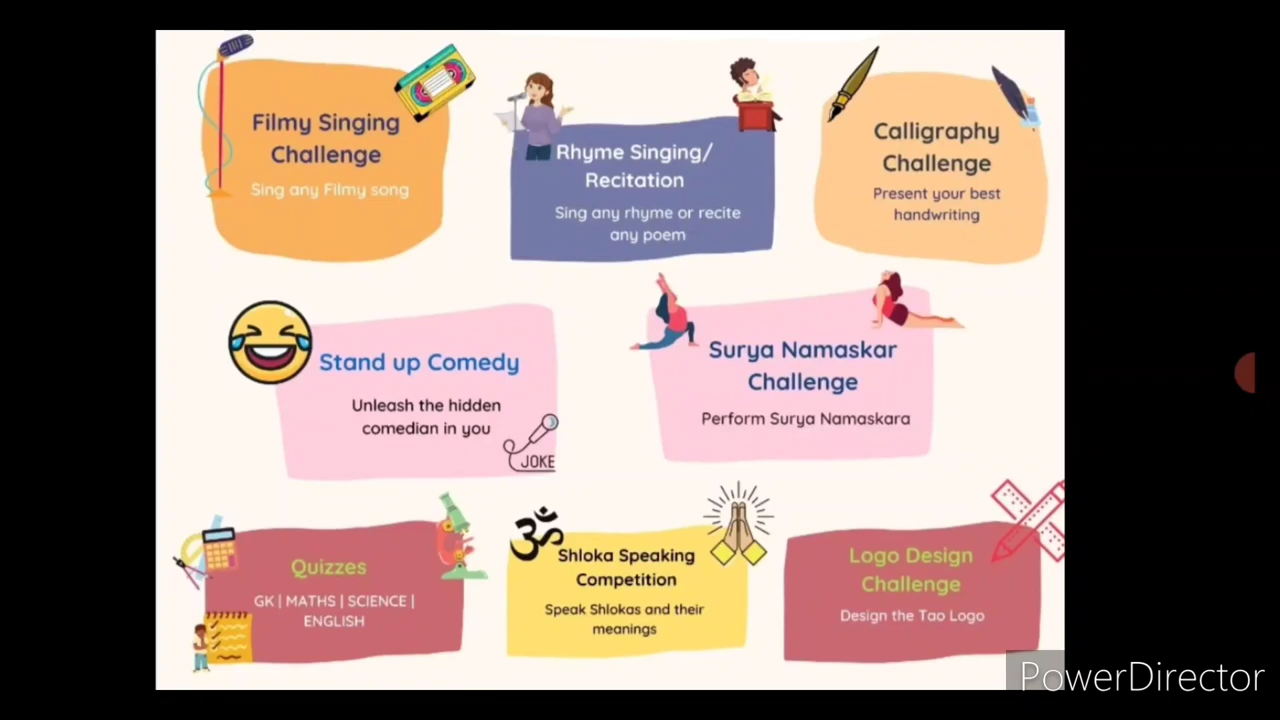 Filmy Singing
Challenge
Sing any Filmy song
Rhyme Singing/
Recitation
Sing any rhyme or recite
any poem
Calligraphy
Challenge
Present your best
handwriting
Stand up Comedy
Unleash the hidden
comedian in you
JOKE
Surya Namaskar
Challenge
Perform Surya Namaskara
Quizzes
GK | MATHS | SCIENCE |
ENGLISH
ॐ
Shloka Speaking
Competition
Speak Shlokas and their
meanings
Logo Design
Challenge
Design the Tao Logo
PowerDirector